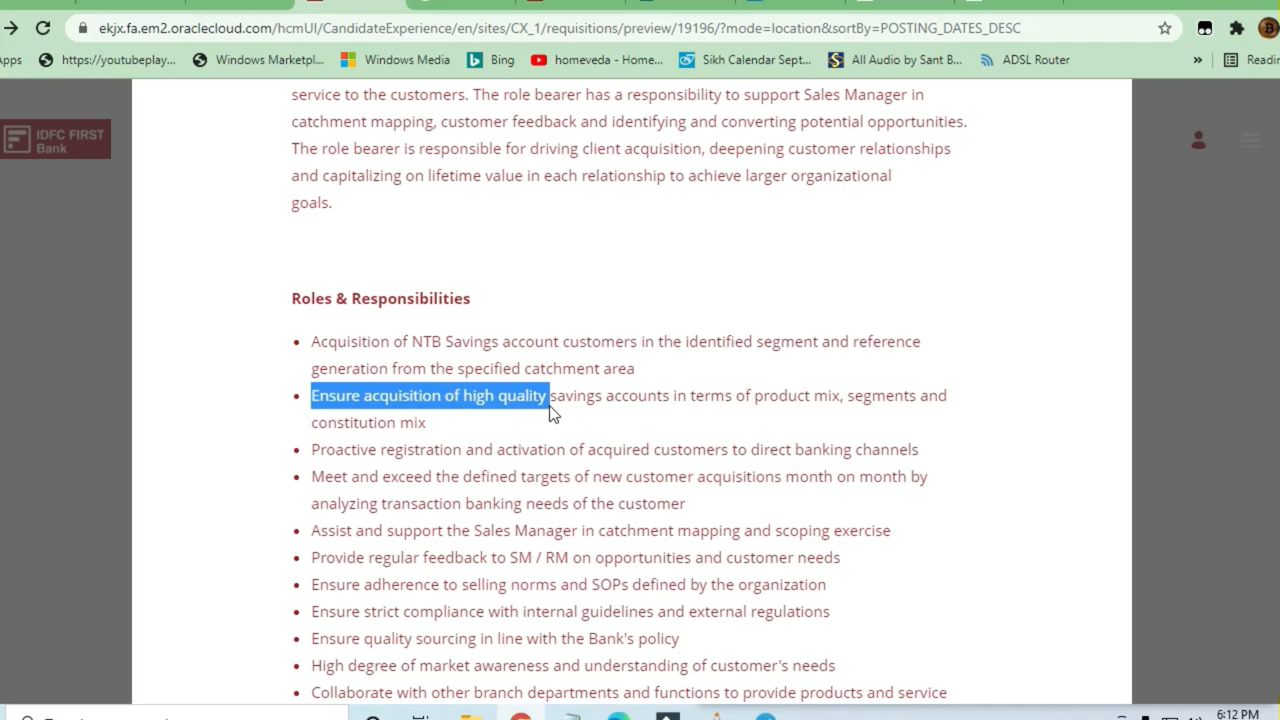 ekjx.fa.em2.oraclecloud.com/hcmUI/CandidateExperience/en/sites/CX_1/requisitions/preview/19196/?mode=location&sortBy=POSTING_DATES_DESC
Apps https://youtubeplay... Windows Marketpl... Windows Media Bing homeveda - Home... Sikh Calendar Sept... All Audio by Sant B... ADSL Router »
service to the customers. The role bearer has a responsibility to support Sales Manager in
IDFC FIRST
Bank
catchment mapping, customer feedback and identifying and converting potential opportunities.
The role bearer is responsible for driving client acquisition, deepening customer relationships
and capitalizing on lifetime value in each relationship to achieve larger organizational
goals.
Roles & Responsibilities
• Acquisition of NTB Savings account customers in the identified segment and reference
generation from the specified catchment area
• Ensure acquisition of high quality savings accounts in terms of product mix, segments and
constitution mix
• Proactive registration and activation of acquired customers to direct banking channels
• Meet and exceed the defined targets of new customer acquisitions month on month by
analyzing transaction banking needs of the customer
• Assist and support the Sales Manager in catchment mapping and scoping exercise
• Provide regular feedback to SM / RM on opportunities and customer needs
• Ensure adherence to selling norms and SOPs defined by the organization
• Ensure strict compliance with internal guidelines and external regulations
• Ensure quality sourcing in line with the Bank's policy
• High degree of market awareness and understanding of customer's needs
• Collaborate with other branch departments and functions to provide products and service
6:12 PM